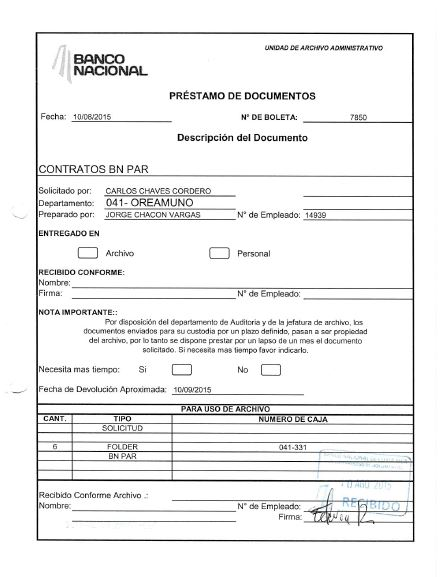 UNIDAD DE ARCHIVO ADMINISTRATIVO
BANCO
NACIONAL
PRÉSTAMO DE DOCUMENTOS
Fecha: 10/08/2015 N° DE BOLETA: 7850
Descripción del Documento
CONTRATOS BN PAR
Solicitado por: CARLOS CHAVES CORDERO
Departamento: 041- OREAMUNO
Preparado por: JORGE CHACON VARGAS N° de Empleado: 14939
ENTREGADO EN
Archivo Personal
RECIBIDO CONFORME:
Nombre:
Firma: N° de Empleado:
NOTA IMPORTANTE::
Por disposición del departamento de Auditoria y de la jefatura de archivo, los
documentos enviados para su custodia por un plazo definido, pasan a ser propiedad
del archivo, por lo tanto se dispone prestar por un lapso de un mes el documento
solicitado. Si necesita mas tiempo favor indicarlo.
Necesita mas tiempo: Si No
Fecha de Devolución Aproximada: 10/09/2015
PARA USO DE ARCHIVO
CANT. TIPO NUMERO DE CAJA
SOLICITUD
6 FOLDER 041-331
BN PAR
10 AGO 2015
RECIBIDO
Recibido Conforme Archivo .:
Nombre: N° de Empleado:
Firma: